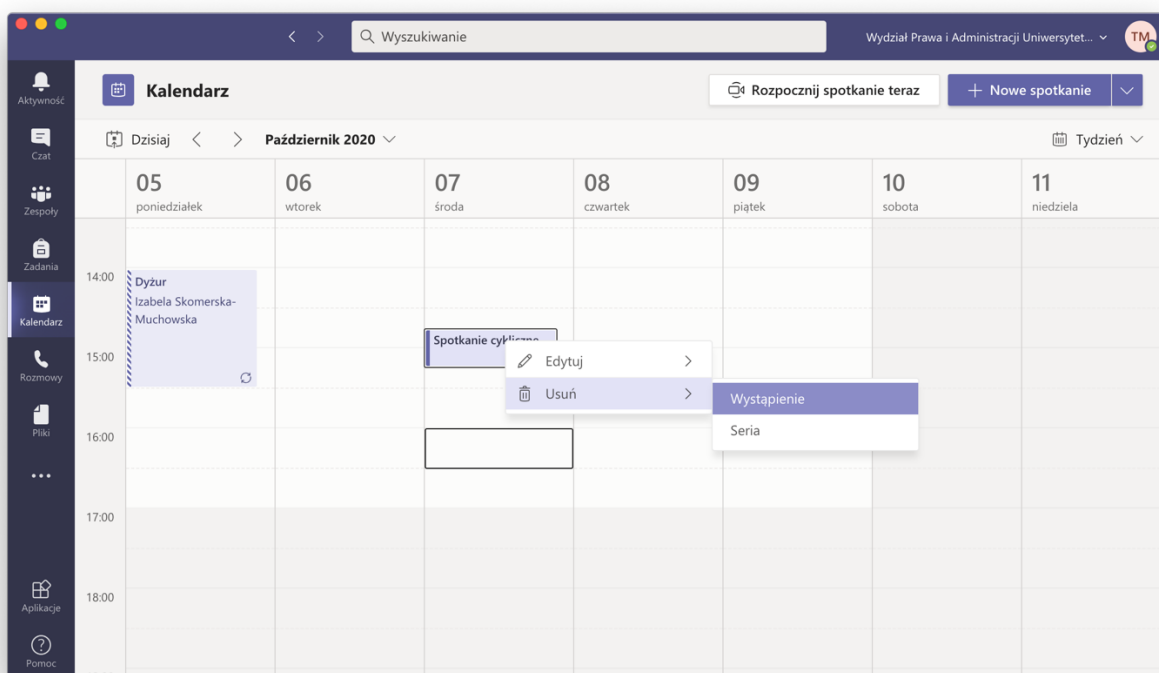 Wyszukiwanie
Wydział Prawa i Administracji Uniwersytet...
TM
Aktywność
Czat
Zespoły
Zadania
Kalendarz
Rozmowy
Pliki
Aplikacje
Pomoc
Kalendarz
Rozpocznij spotkanie teraz
+ Nowe spotkanie
Dzisiaj
Październik 2020
Tydzień
05
poniedziałek
06
wtorek
07
środa
08
czwartek
09
piątek
10
sobota
11
niedziela
14:00
15:00
16:00
17:00
18:00
Dyżur
Izabela Skomerska-
Muchowska
Spotkanie cykliczne
Edytuj
Usuń
Wystąpienie
Seria